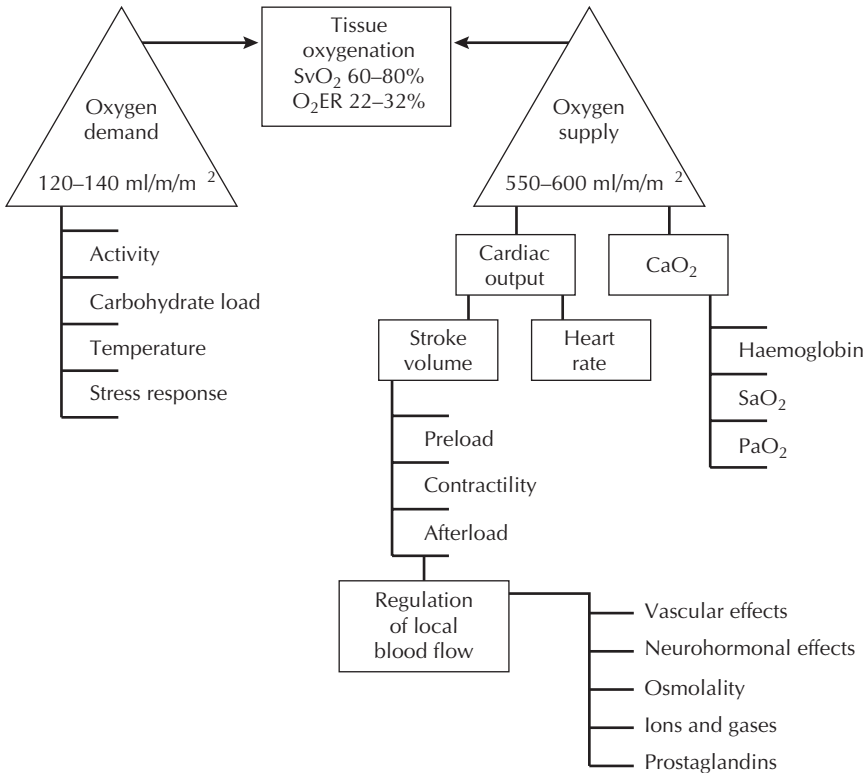 Tissue
oxygenation
SvO₂ 60–80%
O₂ER 22–32%
Oxygen
demand
120–140 ml/m/m ²
Oxygen
supply
550–600 ml/m/m ²
Activity
Carbohydrate load
Temperature
Stress response
Cardiac
output
CaO₂
Stroke
volume
Heart
rate
Haemoglobin
SaO₂
PaO₂
Preload
Contractility
Afterload
Regulation
of local
blood flow
Vascular effects
Neurohormonal effects
Osmolality
Ions and gases
Prostaglandins